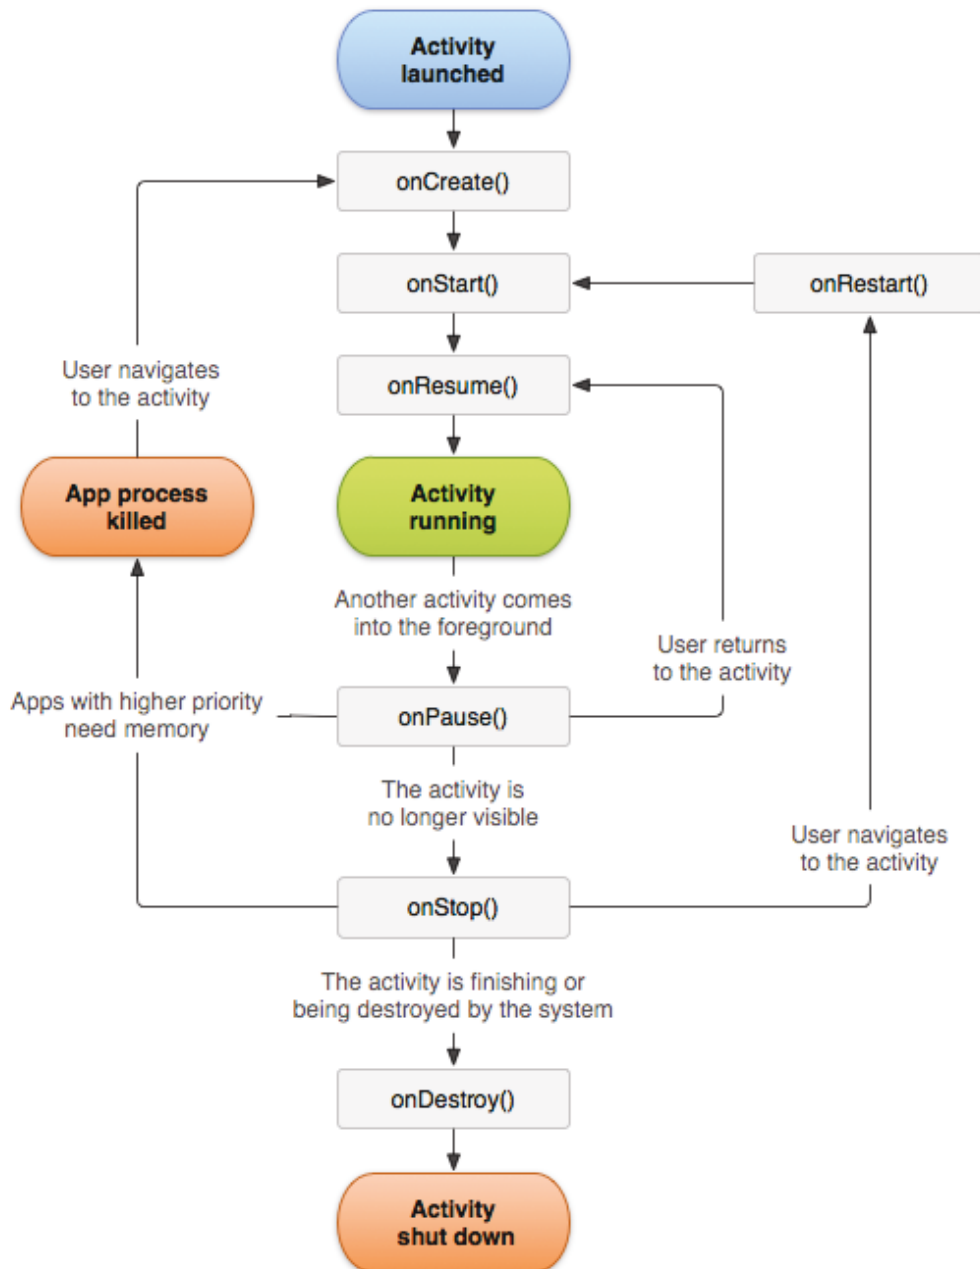 Activity
launched
onCreate()
onStart()
onRestart()
User navigates
to the activity
onResume()
App process
killed
Activity
running
Another activity comes
into the foreground
User returns
to the activity
Apps with higher priority
need memory
onPause()
The activity is
no longer visible
User navigates
to the activity
onStop()
The activity is finishing or
being destroyed by the system
onDestroy()
Activity
shut down